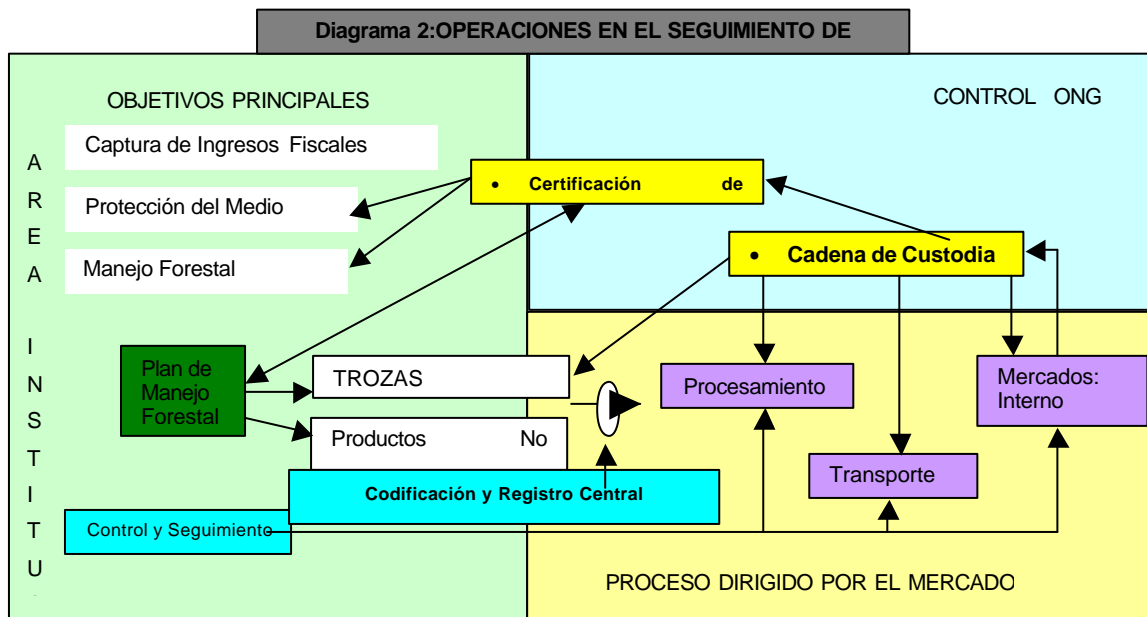 Diagrama 2:OPERACIONES EN EL SEGUIMIENTO DE
OBJETIVOS PRINCIPALES
CONTROL ONG
Captura de Ingresos Fiscales
Protección del Medio
Manejo Forestal
A
R
E
A
I
N
S
T
I
T
U
• Certificación de
• Cadena de Custodia
Plan de
Manejo
Forestal
TROZAS
Productos No
Procesamiento
Mercados:
Interno
Transporte
Codificación y Registro Central
Control y Seguimiento
PROCESO DIRIGIDO POR EL MERCADO